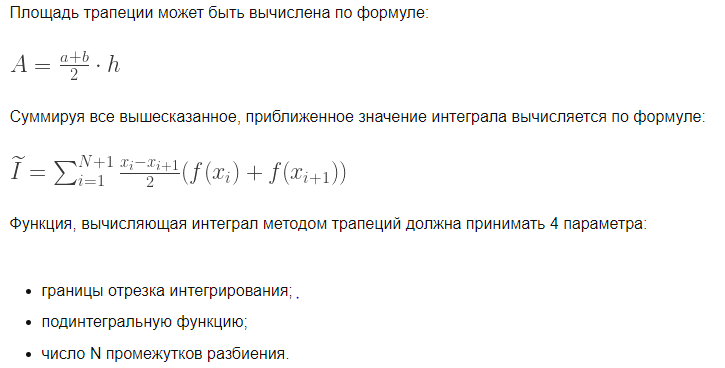 Площадь трапеции может быть вычислена по формуле:
A = \frac{a+b}{2} \cdot h
Суммируя все вышесказанное, приближенное значение интеграла вычисляется по формуле:
\widetilde{I} = \sum_{i=1}^{N+1} \frac{x_i - x_{i+1}}{2} (f(x_i) + f(x_{i+1}))
Функция, вычисляющая интеграл методом трапеций должна принимать 4 параметра:
• границы отрезка интегрирования; .
• подинтегральную функцию;
• число N промежутков разбиения.